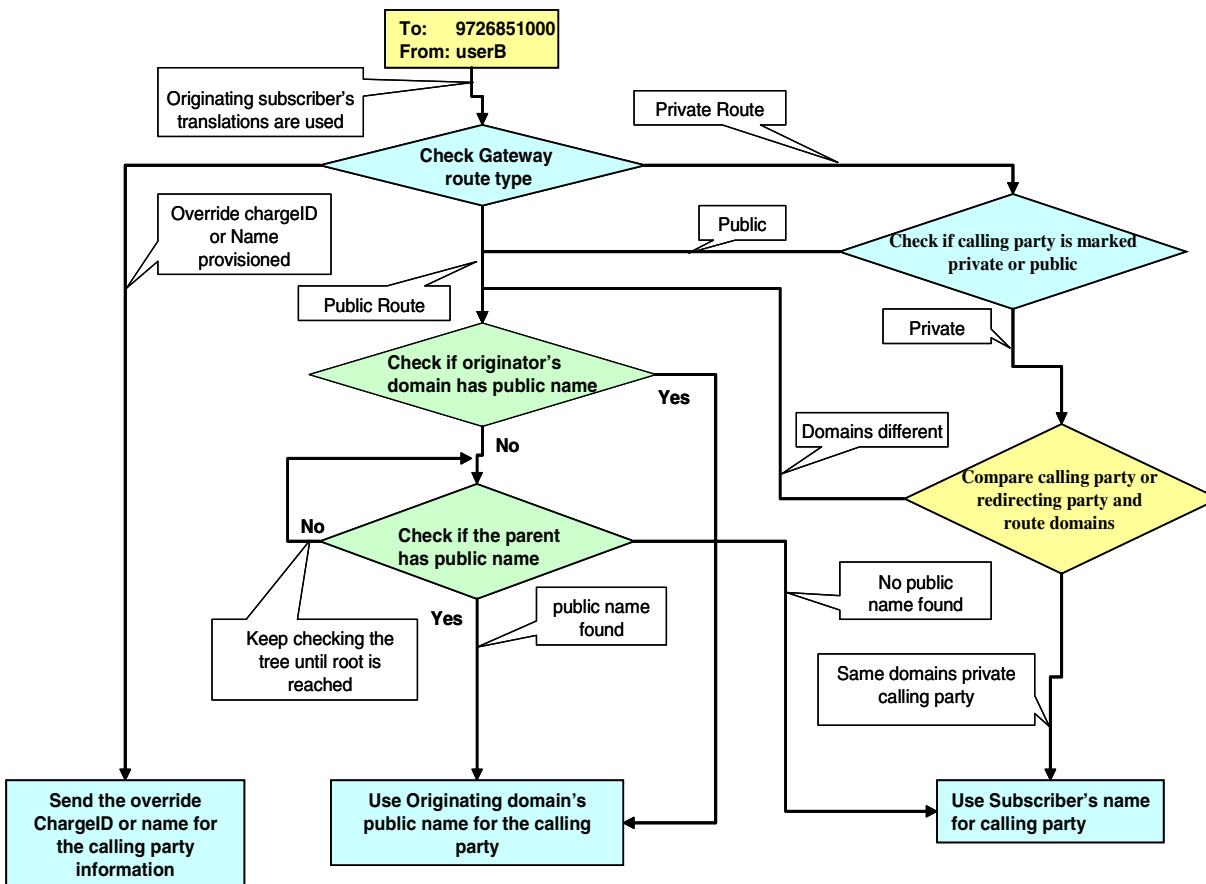 To: 9726851000
From: userB
Originating subscriber's
translations are used
Private Route
Check Gateway
route type
Override chargeID
or Name
provisioned
Public
Check if calling party is marked
private or public
Public Route
Private
Check if originator's
domain has public name
Yes
No
Domains different
Compare calling party or
redirecting party and
route domains
No
Check if the parent
has public name
Yes
public name
found
No public
name found
Keep checking the
tree until root is
reached
Same domains private
calling party
Send the override
ChargeID or name for
the calling party
information
Use Originating domain's
public name for the calling
party
Use Subscriber's name
for calling party